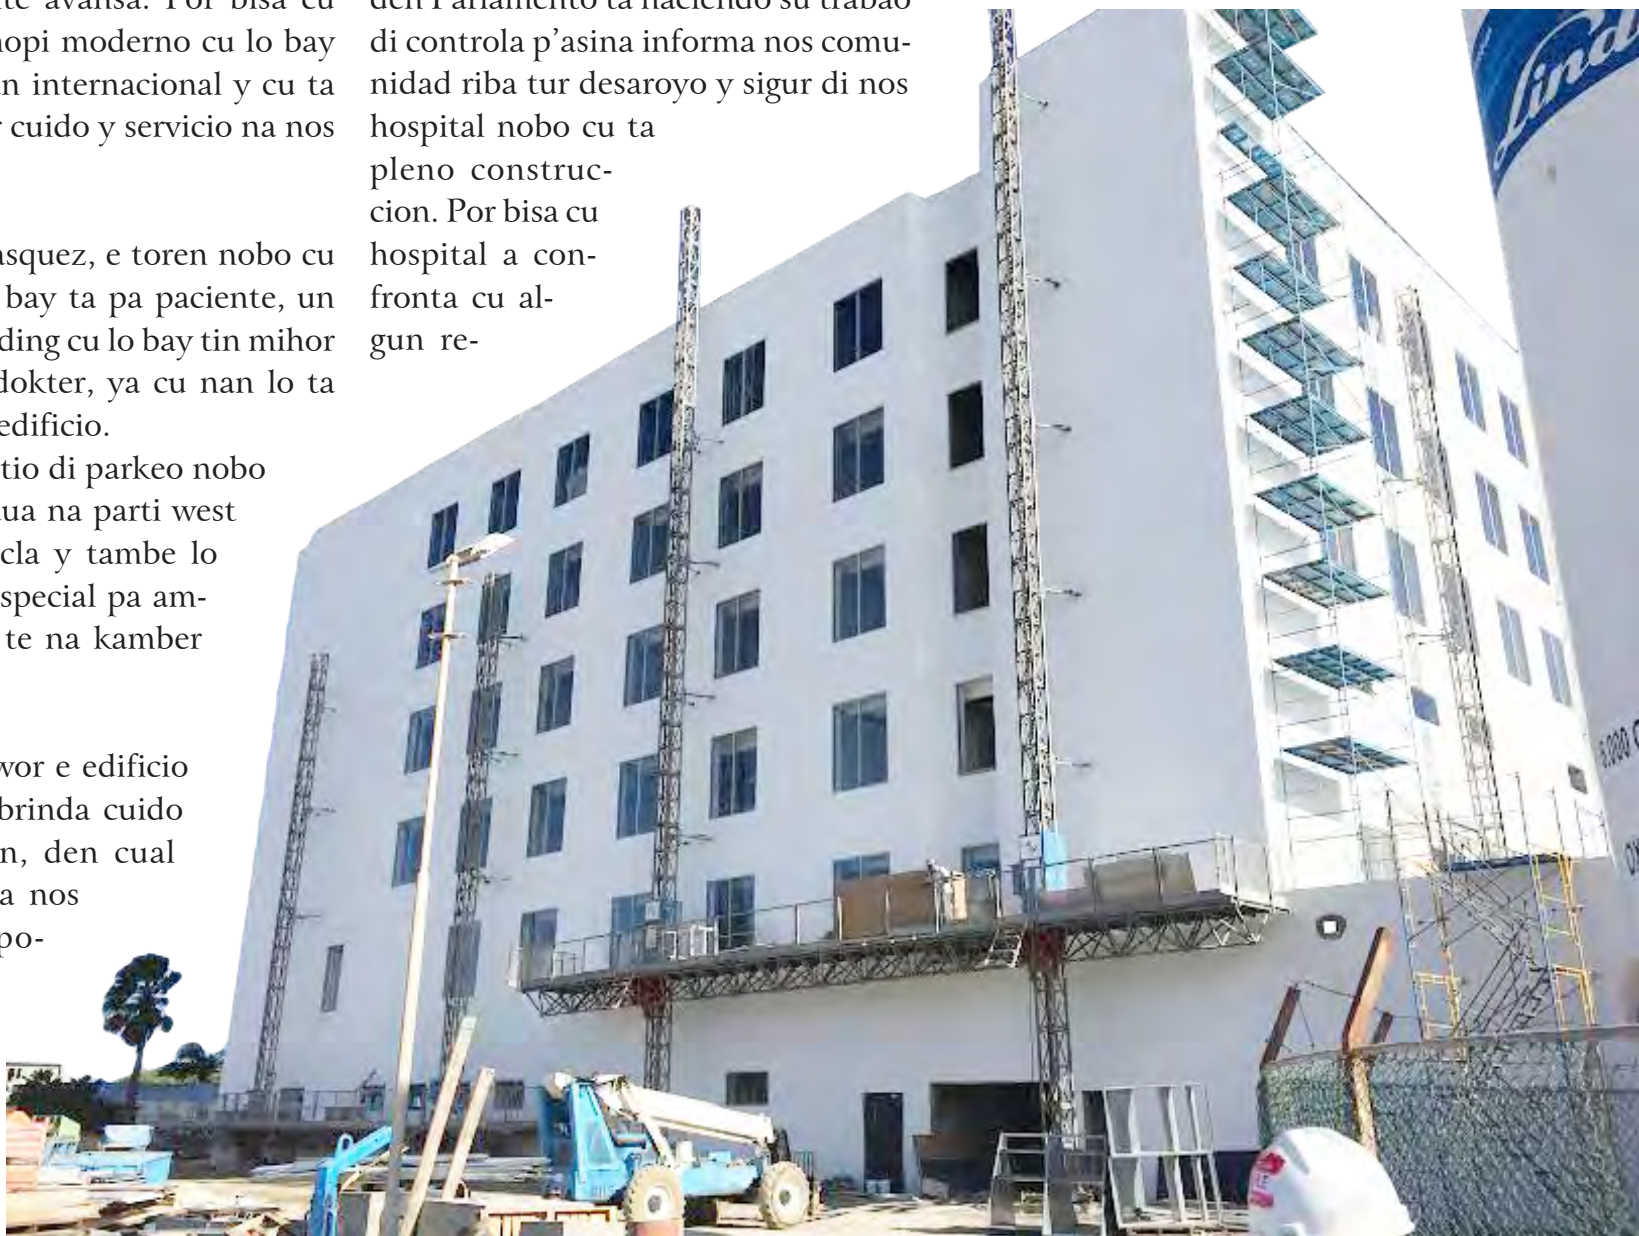 avansa. Por bisa cu
nopi moderno cu lo bay
n internacional y cu ta
r cuido y servicio na nos
asquez, e toren nobo cu
bay ta pa paciente, un
ding cu lo bay tin mihor
dokter, ya cu nan lo ta
edificio.
tio di parkeo nobo
ua na parti west
cla y tambe lo
special pa am-
te na kamber
wor e edificio
brinda cuido
n, den cual
a nos
po-
den Parlamento ta haciendo su trabao
di controla p’asina informa nos comu-
nidad riba tur desaroyo y sigur di nos
hospital nobo cu ta
pleno construc-
cion. Por bisa cu
hospital a con-
fronta cu al-
gun re-
Lind